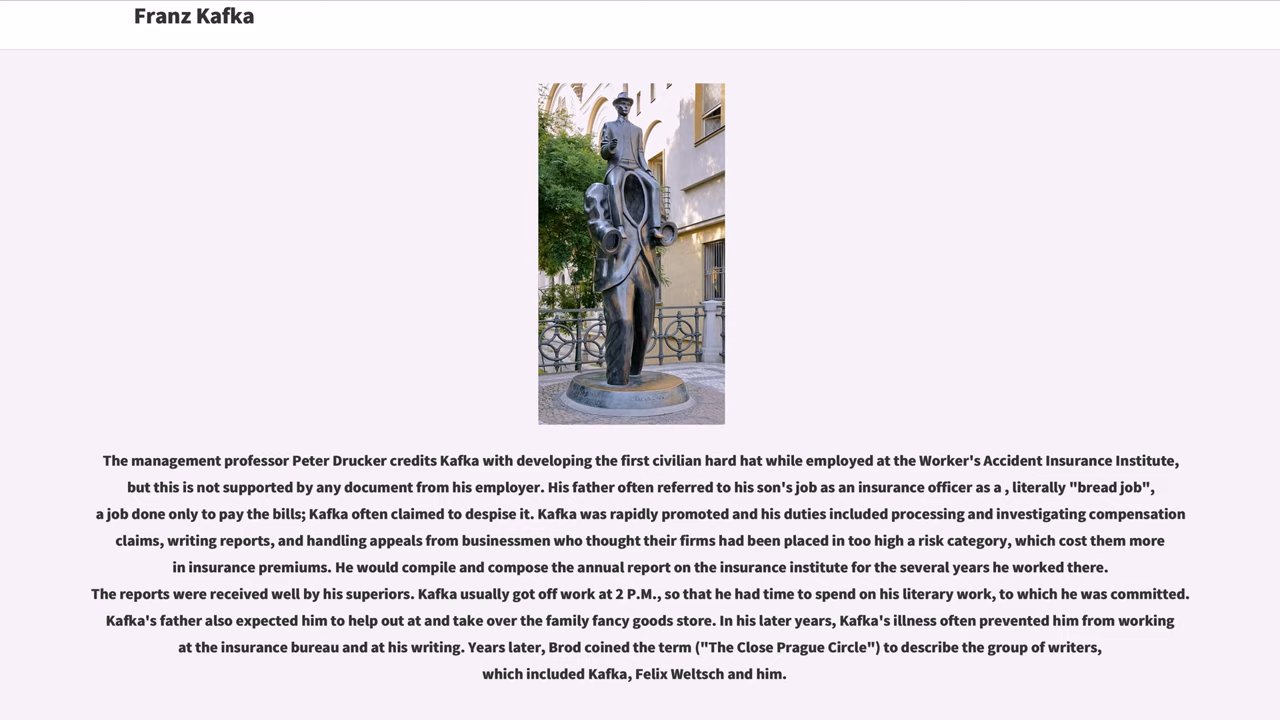 Franz Kafka
The management professor Peter Drucker credits Kafka with developing the first civilian hard hat while employed at the Worker's Accident Insurance Institute,
but this is not supported by any document from his employer. His father often referred to his son's job as an insurance officer as a , literally "bread job",
a job done only to pay the bills; Kafka often claimed to despise it. Kafka was rapidly promoted and his duties included processing and investigating compensation
claims, writing reports, and handling appeals from businessmen who thought their firms had been placed in too high a risk category, which cost them more
in insurance premiums. He would compile and compose the annual report on the insurance institute for the several years he worked there.
The reports were received well by his superiors. Kafka usually got off work at 2 P.M., so that he had time to spend on his literary work, to which he was committed.
Kafka's father also expected him to help out at and take over the family fancy goods store. In his later years, Kafka's illness often prevented him from working
at the insurance bureau and at his writing. Years later, Brod coined the term ("The Close Prague Circle") to describe the group of writers,
which included Kafka, Felix Weltsch and him.